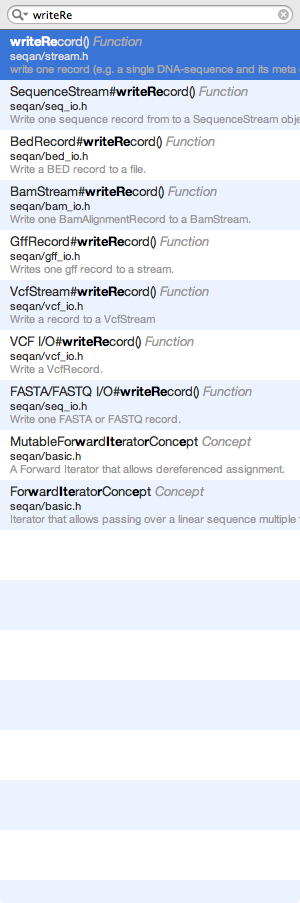 writeRe
writeRecord() Function
seqan/stream.h
write one record (e.g. a single DNA-sequence and its meta
SequenceStream#writeRecord() Function
seqan/seq_io.h
Write one sequence record from to a SequenceStream obje
BedRecord#writeRecord() Function
seqan/bed_io.h
Write a BED record to a file.
BamStream#writeRecord() Function
seqan/bam_io.h
Write one BamAlignmentRecord to a BamStream.
GffRecord#writeRecord() Function
seqan/gff_io.h
Writes one gff record to a stream.
VcfStream#writeRecord() Function
seqan/vcf_io.h
Write a record to a VcfStream
VCF I/O#writeRecord() Function
seqan/vcf_io.h
Write a VcfRecord.
FASTA/FASTQ I/O#writeRecord() Function
seqan/seq_io.h
Write one FASTA or FASTQ record.
MutableForwardIteratorConcept Concept
seqan/basic.h
A Forward Iterator that allows dereferenced assignment.
ForwardIteratorConcept Concept
seqan/basic.h
Iterator that allows passing over a linear sequence multiple